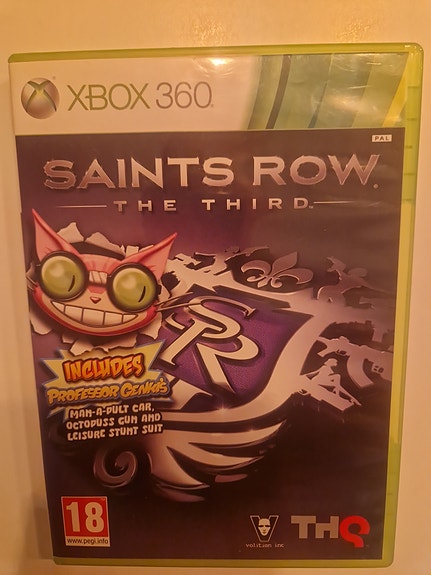 XBOX 360
PAL
SAINTS ROW
THE THIRD
SR
INCLUDES
PROFESSOR GENKI'S
MAN-A-PULT CAR,
OCTOPUSS GUN AND
LEISURE STUNT SUIT
18
www.pegi.info
V
volition inc
THQ